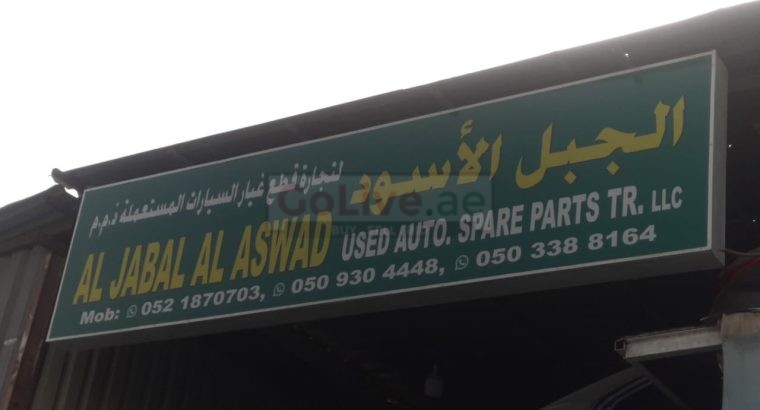 الجبل الأسود
لتجارة قطع غيار السيارات المستعملة ذ.م.م
AL JABAL AL ASWAD USED AUTO. SPARE PARTS TR. LLC
Mob: 052 1870703, 050 930 4448, 050 338 8164
GoLive.ae